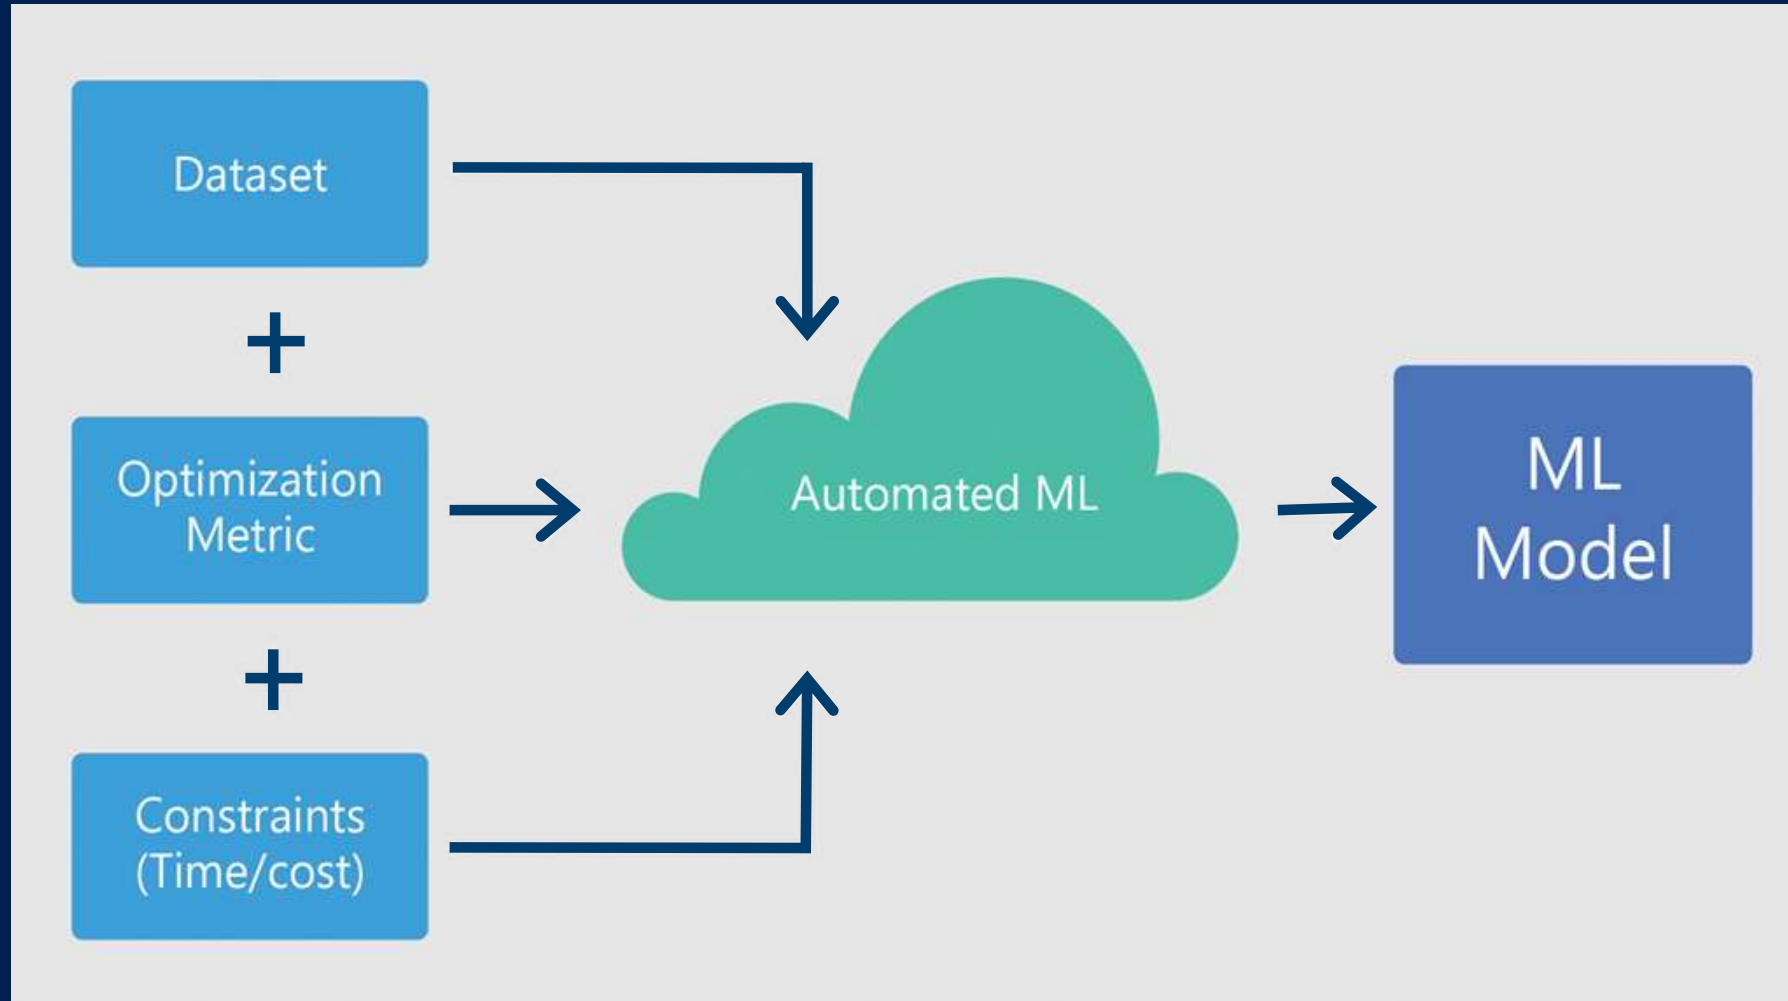 Dataset
+
Optimization
Metric
+
Constraints
(Time/cost)
Automated ML
ML
Model